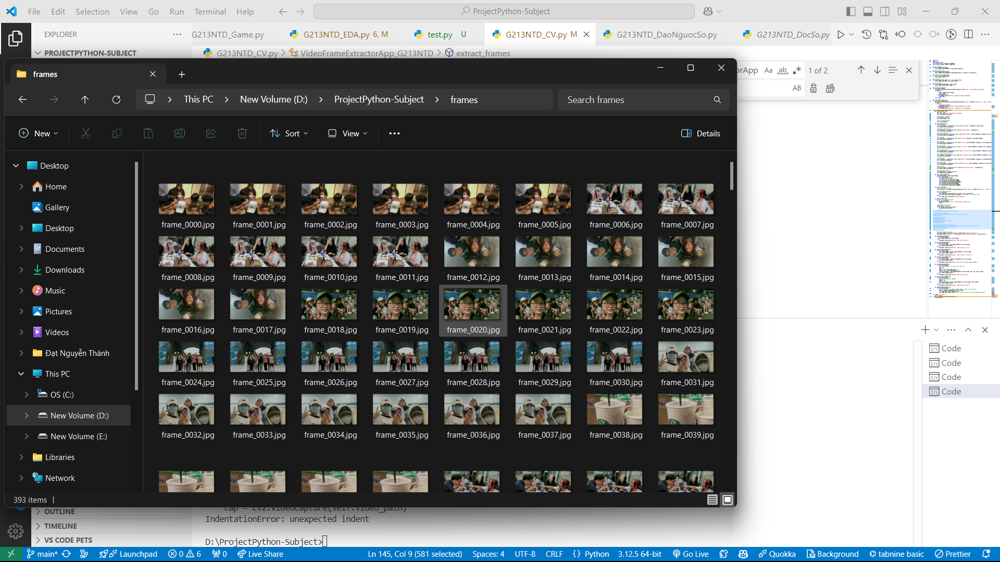 File Edit Selection View Go Run Terminal Help
ProjectPython-Subject
EXPLORER
G213NTD_Game.py
G213NTD_EDA.py 6, M
test.py U
G213NTD_CV.py M
G213NTD_DaoNguocSo.py
G213NTD_DocSo.py
PROJECTPYTHON-SUBJECT
G213NTD_CV.py > VideoFrameExtractorApp_G213NTD > extract_frames
orApp Aa ab 1 of 2
AB
frames
This PC > New Volume (D:) > ProjectPython-Subject > frames
Search frames
New
Sort
View
Details
Desktop
Home
Gallery
Desktop
Documents
Downloads
Music
Pictures
Videos
Đạt Nguyễn Thành
This PC
OS (C:)
New Volume (D:)
New Volume (E:)
Libraries
Network
frame_0000.jpg frame_0001.jpg frame_0002.jpg frame_0003.jpg frame_0004.jpg frame_0005.jpg frame_0006.jpg frame_0007.jpg
frame_0008.jpg frame_0009.jpg frame_0010.jpg frame_0011.jpg frame_0012.jpg frame_0013.jpg frame_0014.jpg frame_0015.jpg
frame_0016.jpg frame_0017.jpg frame_0018.jpg frame_0019.jpg frame_0020.jpg frame_0021.jpg frame_0022.jpg frame_0023.jpg
frame_0024.jpg frame_0025.jpg frame_0026.jpg frame_0027.jpg frame_0028.jpg frame_0029.jpg frame_0030.jpg frame_0031.jpg
frame_0032.jpg frame_0033.jpg frame_0034.jpg frame_0035.jpg frame_0036.jpg frame_0037.jpg frame_0038.jpg frame_0039.jpg
393 items
Code
Code
Code
Code
cap = cv2.VideoCapture(self.video_path)
IndentationError: unexpected indent
D:\ProjectPython-Subject>
OUTLINE
TIMELINE
VS CODE PETS
main* Launchpad 0 6 0 Live Share Ln 145, Col 9 (581 selected) Spaces: 4 UTF-8 CRLF {} Python 3.12.5 64-bit Go Live Quokka Background tabnine basic Prettier